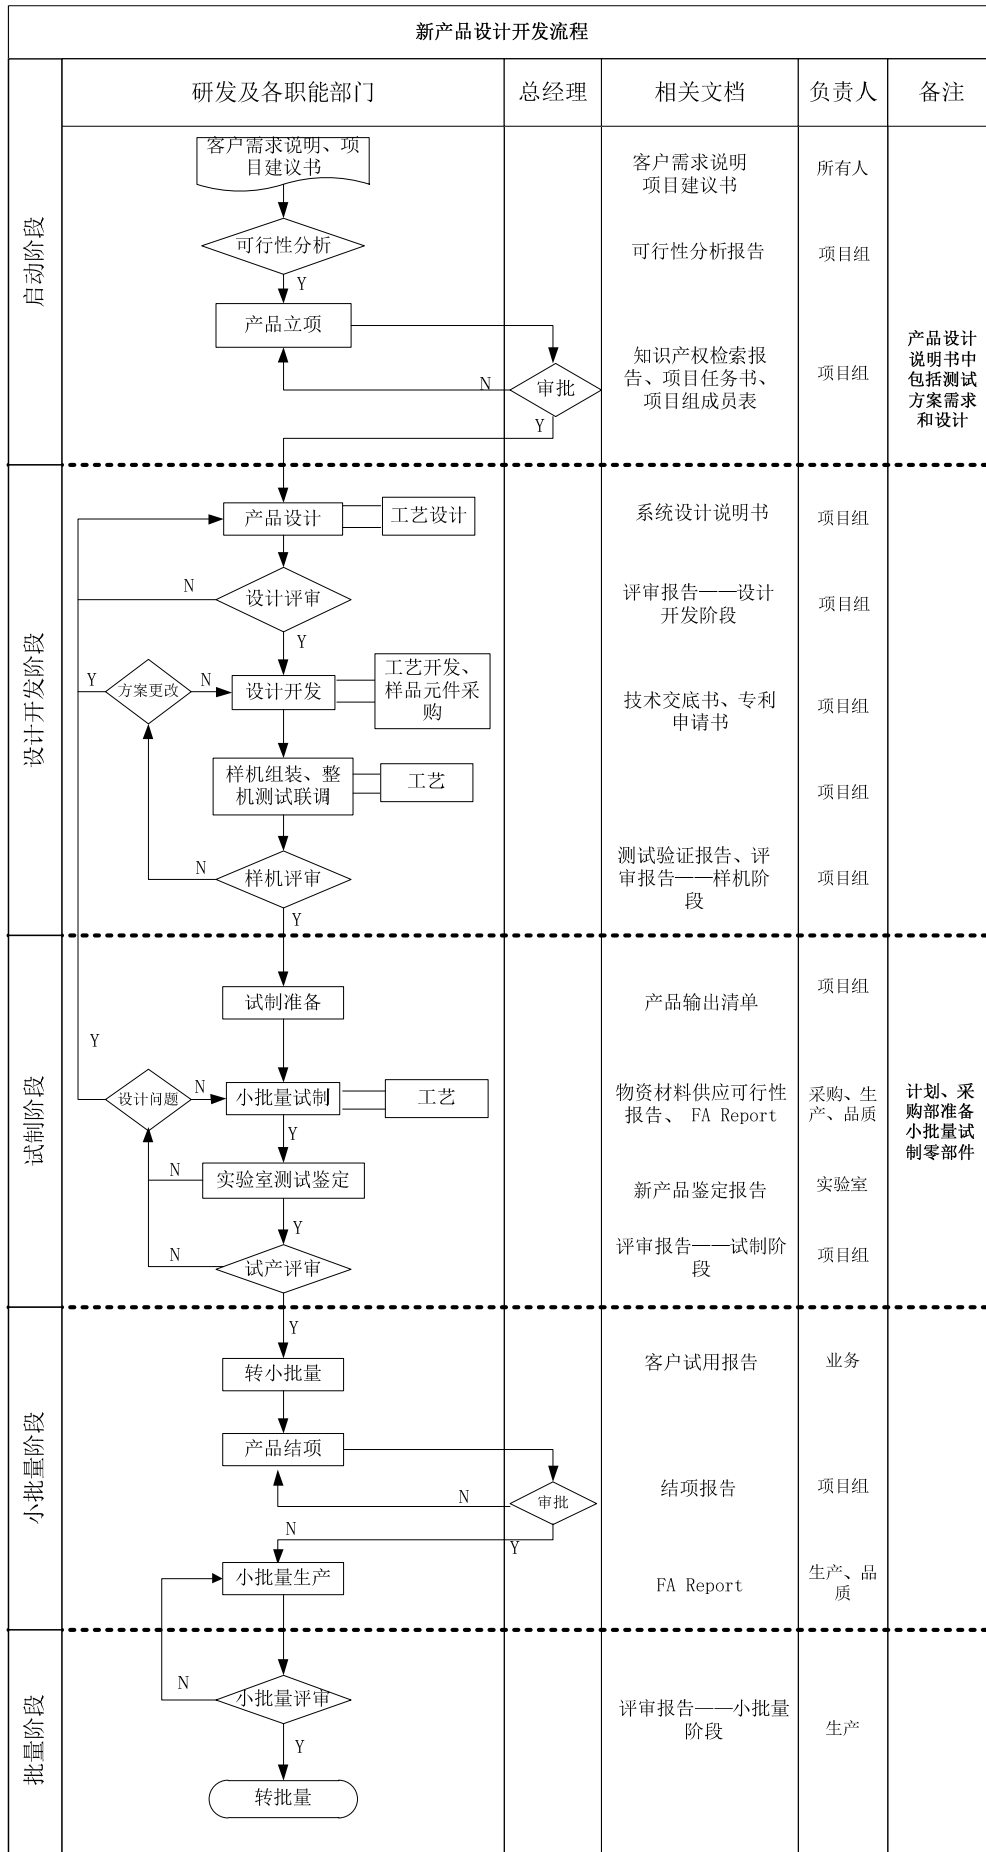 新产品设计开发流程
研发及各职能部门
总经理
相关文档
负责人
备注
启动阶段
客户需求说明、项
目建议书
客户需求说明
项目建议书
所有人
可行性分析
可行性分析报告
项目组
Y
产品立项
N
审批
Y
知识产权检索报
告、项目任务书、
项目组成员表
项目组
产品设计
说明书中
包括测试
方案需求
和设计
设计开发阶段
产品设计
工艺设计
系统设计说明书
项目组
N
设计评审
Y
评审报告——设计
开发阶段
项目组
Y
方案更改
N
设计开发
工艺开发、
样品元件采
购
技术交底书、专利
申请书
项目组
样机组装、整
机测试联调
工艺
项目组
N
样机评审
Y
测试验证报告、评
审报告——样机阶
段
项目组
试制阶段
试制准备
产品输出清单
项目组
Y
设计问题
N
小批量试制
工艺
Y
物资材料供应可行性
报告、 FA Report
采购、生
产、品质
计划、采
购部准备
小批量试
制零部件
N
实验室测试鉴定
Y
新产品鉴定报告
实验室
N
试产评审
评审报告——试制阶
段
项目组
Y
小批量阶段
转小批量
客户试用报告
业务
产品结项
N
审批
结项报告
项目组
N
Y
小批量生产
FA Report
生产、品
质
批量阶段
N
小批量评审
Y
评审报告——小批量
阶段
生产
转批量